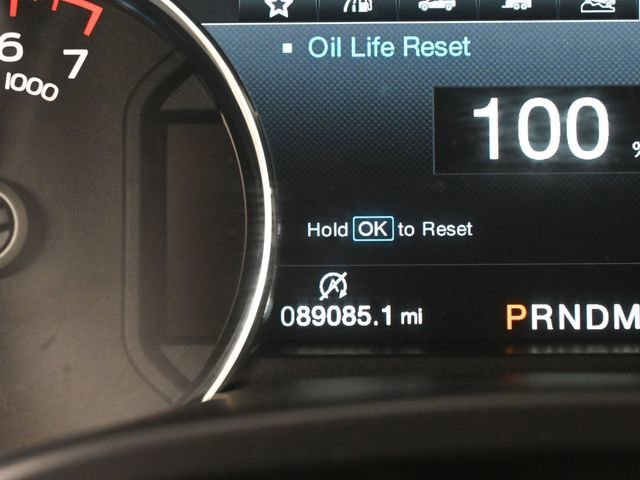 6 7
1000
Oil Life Reset
100 %
Hold OK to Reset
089085.1 mi
PRNDM